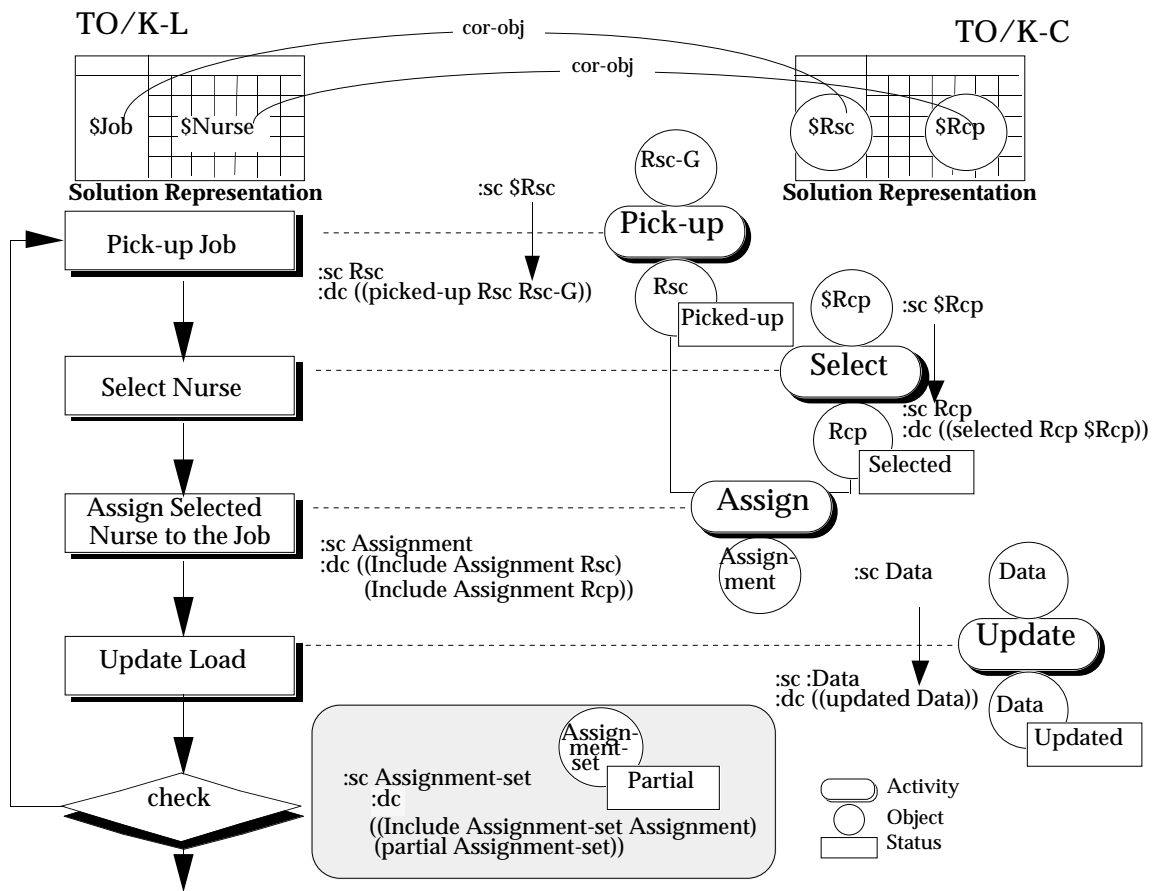 TO/K-L
TO/K-C
cor-obj
cor-obj
$Job
$Nurse
$Rsc
$Rcp
Solution Representation
Solution Representation
Rsc-G
:sc $Rsc
Pick-up
Pick-up Job
:sc Rsc
:dc ((picked-up Rsc Rsc-G))
Rsc
Picked-up
$Rcp
:sc $Rcp
Select
Select Nurse
:sc Rcp
:dc ((selected Rcp $Rcp))
Rcp
Selected
Assign
Assign Selected
Nurse to the Job
:sc Assignment
:dc ((Include Assignment Rsc)
(Include Assignment Rcp))
Assign-
ment
:sc Data
Data
Update
Update Load
:sc :Data
:dc ((updated Data))
Data
Updated
Assign-
ment-
set
Partial
:sc Assignment-set
:dc
((Include Assignment-set Assignment)
(partial Assignment-set))
check
Activity
Object
Status